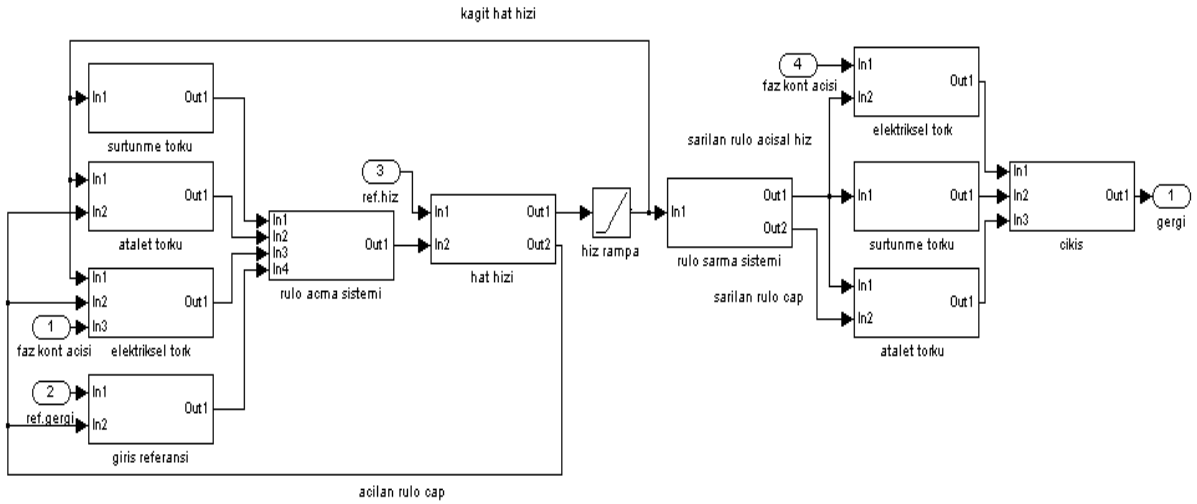 kagit hat hizi
In1
Out1
surtunme torku
In1
In2
Out1
atalet torku
In1
In2
In3
Out1
elektriksel tork
1
faz kont acisi
2
ref.gergi
In1
In2
Out1
giris referansi
In1
In2
In3
In4
Out1
rulo acma sistemi
3
ref.hiz
In1
In2
Out1
Out2
hat hizi
hiz rampa
acilan rulo cap
In1
Out1
Out2
rulo sarma sistemi
sarilan rulo acisal hiz
sarilan rulo cap
4
faz kont acisi
In1
In2
Out1
elektriksel tork
In1
Out1
surtunme torku
In1
In2
Out1
atalet torku
In1
In2
In3
Out1
cikis
1
gergi